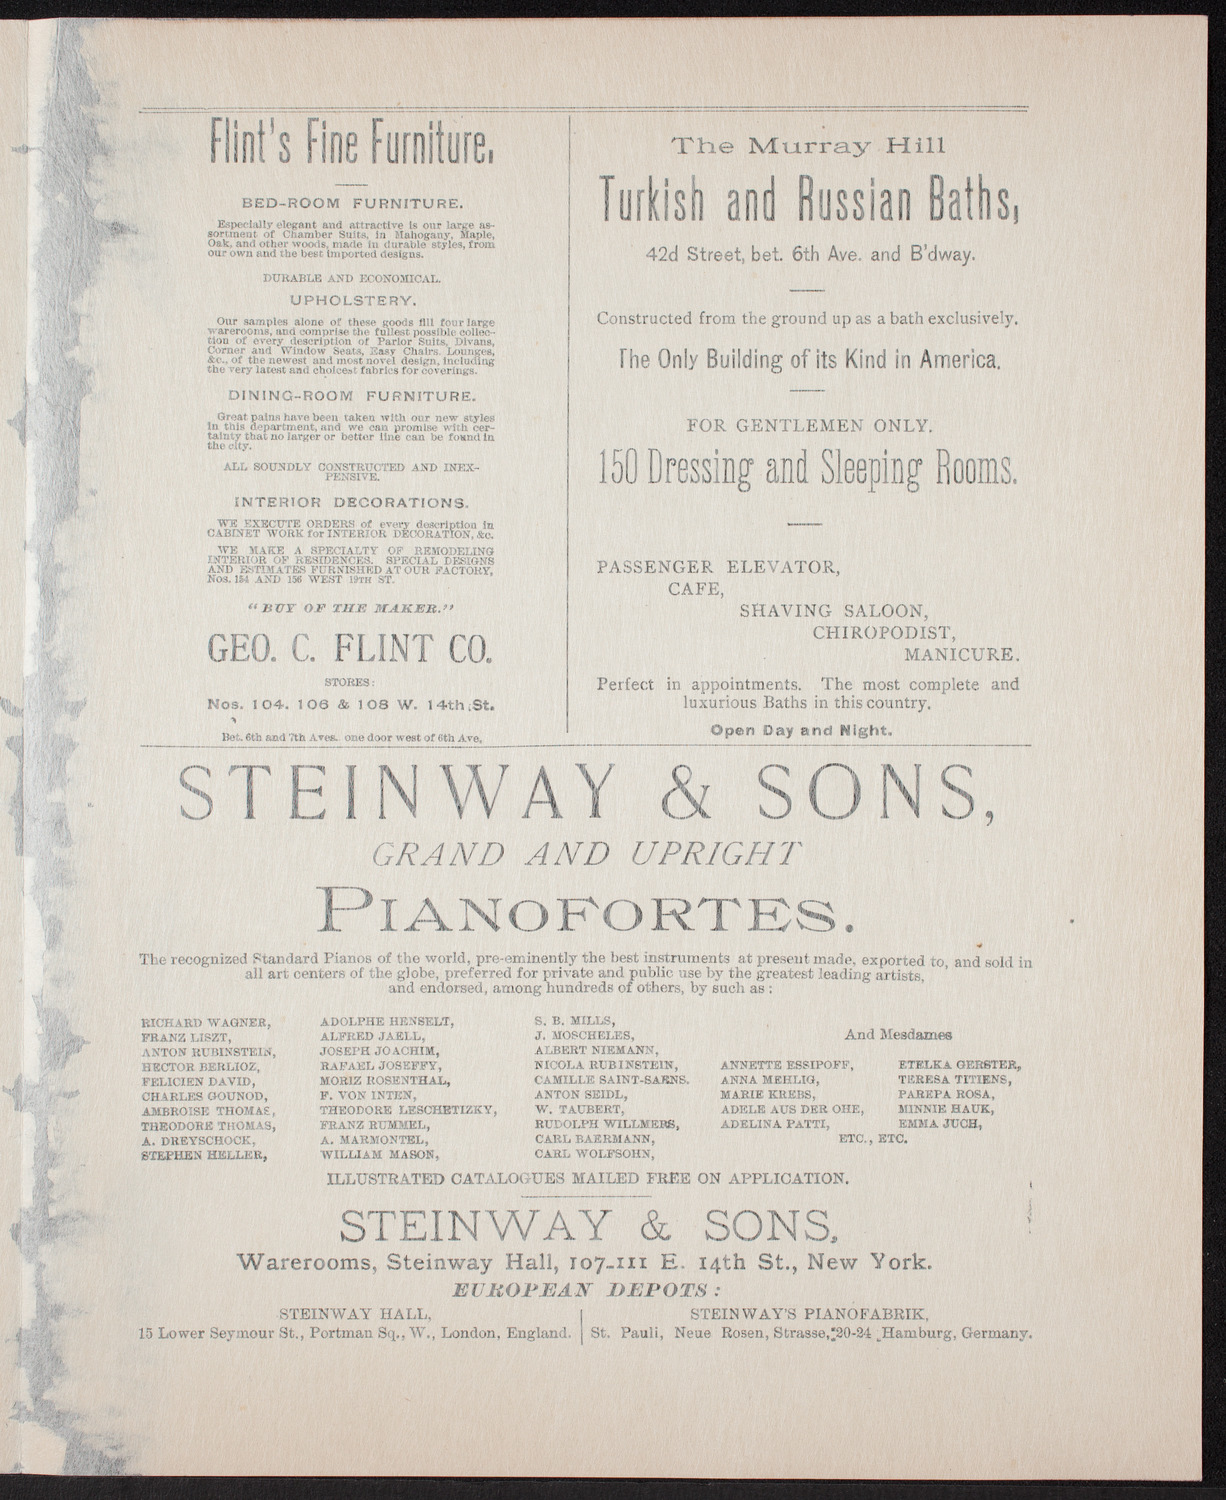 Flint's Fine Furniture.
BED-ROOM FURNITURE.
Especially elegant and attractive is our large as-
sortment of Chamber Suits, in Mahogany, Maple,
Oak, and other woods, made in durable styles, from
our own and the best imported designs.
DURABLE AND ECONOMICAL.
UPHOLSTERY.
Our samples alone of these goods fill four large
warerooms, and comprise the fullest possible collec-
tion of every description of Parlor Suits, Divans,
Corner and Window Seats, Easy Chairs, Lounges,
&c., of the newest and most novel design, including
the very latest and choicest fabrics for coverings.
DINING-ROOM FURNITURE.
Great pains have been taken with our new styles
in this department, and we can promise with cer-
tainty that no larger or better line can be found in
the city.
ALL SOUNDLY CONSTRUCTED AND INEX-
PENSIVE.
INTERIOR DECORATIONS.
WE EXECUTE ORDERS of every description in
CABINET WORK for INTERIOR DECORATION, &c.
WE MAKE A SPECIALTY OF REMODELING
INTERIOR OF RESIDENCES. SPECIAL DESIGNS
AND ESTIMATES FURNISHED AT OUR FACTORY,
Nos. 154 AND 156 WEST 19TH ST.
"BUY OF THE MAKER."
GEO. C. FLINT CO.
STORES:
Nos. 104. 106 & 108 W. 14th St.
Bet. 6th and 7th Aves. one door west of 6th Ave.
The Murray Hill
Turkish and Russian Baths,
42d Street, bet. 6th Ave. and B'dway.
Constructed from the ground up as a bath exclusively.
The Only Building of its Kind in America.
FOR GENTLEMEN ONLY.
150 Dressing and Sleeping Rooms.
PASSENGER ELEVATOR,
CAFE,
SHAVING SALOON,
CHIROPODIST,
MANICURE.
Perfect in appointments. The most complete and
luxurious Baths in this country.
Open Day and Night.
STEINWAY & SONS,
GRAND AND UPRIGHT
PIANOFORTES.
The recognized Standard Pianos of the world, pre-eminently the best instruments at present made, exported to, and sold in
all art centers of the globe, preferred for private and public use by the greatest leading artists,
and endorsed, among hundreds of others, by such as:
RICHARD WAGNER,
FRANZ LISZT,
ANTON RUBINSTEIN,
HECTOR BERLIOZ,
FELICIEN DAVID,
CHARLES GOUNOD,
AMBROISE THOMAS,
THEODORE THOMAS,
A. DREYSCHOCK,
STEPHEN HELLER,
ADOLPHE HENSELT,
ALFRED JAELL,
JOSEPH JOACHIM,
RAFAEL JOSEFFY,
MORIZ ROSENTHAL,
F. VON INTEN,
THEODORE LESCHETIZKY,
FRANZ RUMMEL,
A. MARMONTEL,
WILLIAM MASON,
S. B. MILLS,
J. MOSCHELES,
ALBERT NIEMANN,
NICOLA RUBINSTEIN,
CAMILLE SAINT-SAENS.
ANTON SEIDL,
W. TAUBERT,
RUDOLPH WILLMERS,
CARL BAERMANN,
CARL WOLFSOHN,
And Mesdames
ANNETTE ESSIPOFF,
ANNA MEHLIG,
MARIE KREBS,
ADELE AUS DER OHE,
ADELINA PATTI,
ETELKA GERSTER,
TERESA TITIENS,
PAREPA ROSA,
MINNIE HAUK,
EMMA JUCH,
ETC., ETC.
ILLUSTRATED CATALOGUES MAILED FREE ON APPLICATION.
STEINWAY & SONS,
Warerooms, Steinway Hall, 107-111 E. 14th St., New York.
EUROPEAN DEPOTS:
STEINWAY HALL,
15 Lower Seymour St., Portman Sq., W., London, England.
STEINWAY'S PIANOFABRIK,
St. Pauli, Neue Rosen, Strasse, 20-24 Hamburg, Germany.